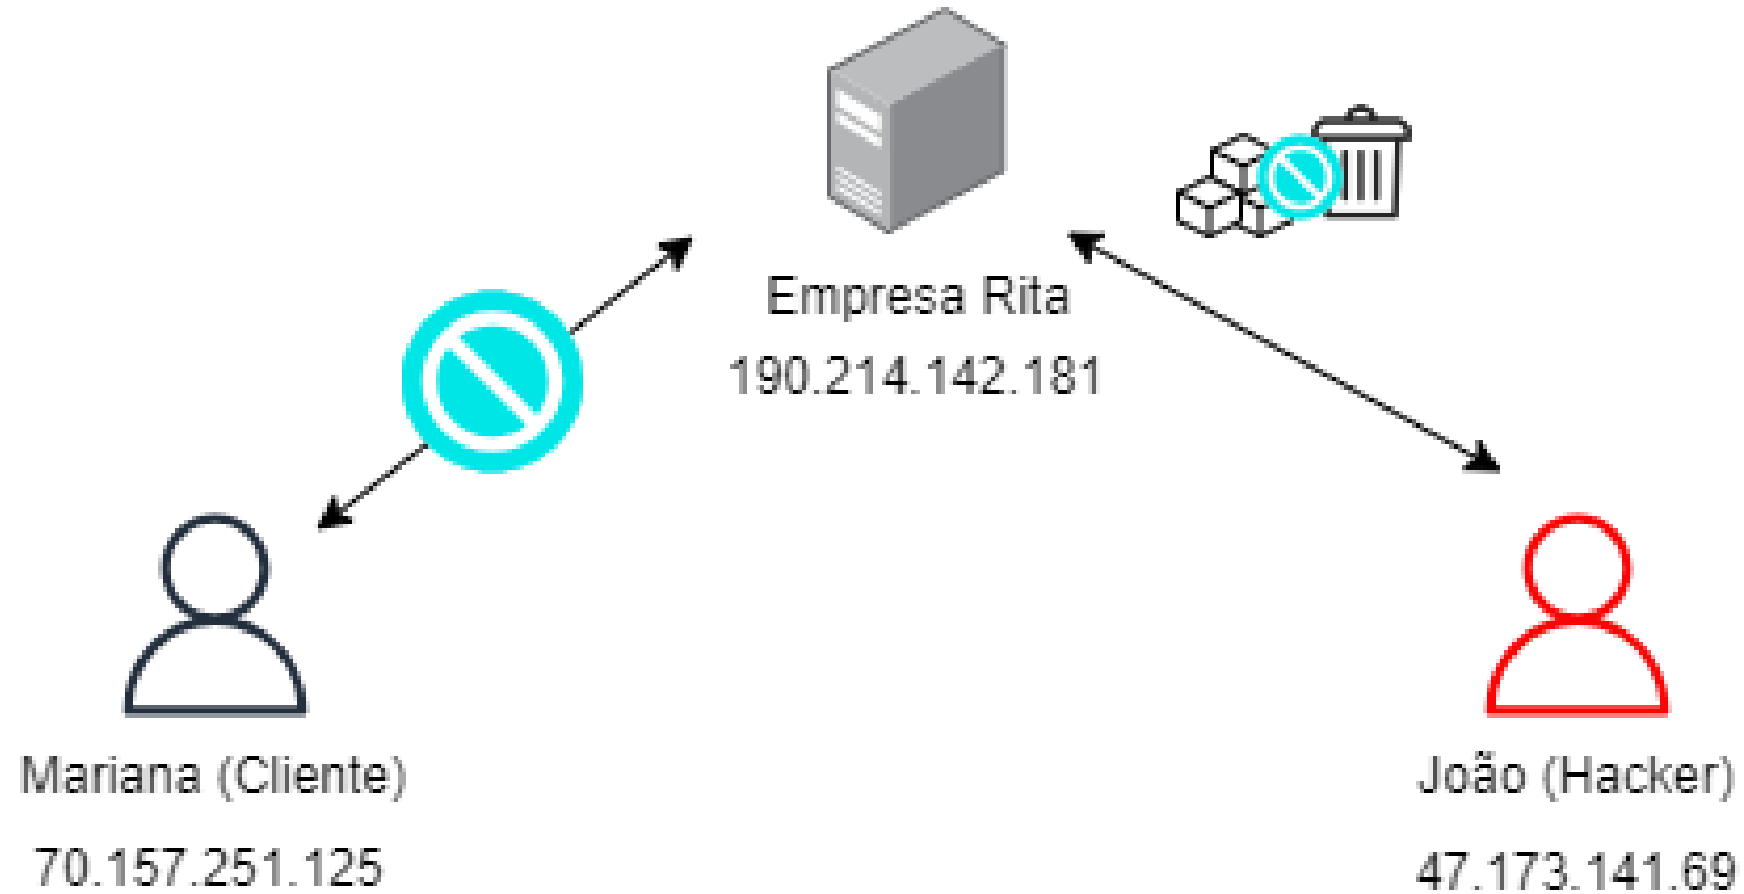 Empresa Rita
190.214.142.181
Mariana (Cliente)
70.157.251.125
João (Hacker)
47.173.141.69